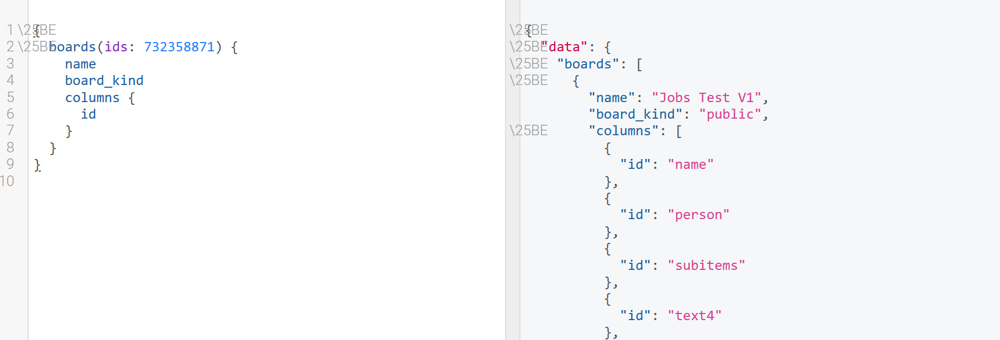 1 \25BE {
2 \25BE boards(ids: 732358871) {
3 name
4 board_kind
5 columns {
6 id
7 }
8 }
9 }
10
\25BE {
\25BE "data": {
\25BE "boards": [
\25BE {
"name": "Jobs Test V1",
"board_kind": "public",
\25BE "columns": [
{
"id": "name"
},
{
"id": "person"
},
{
"id": "subitems"
},
{
"id": "text4"
},